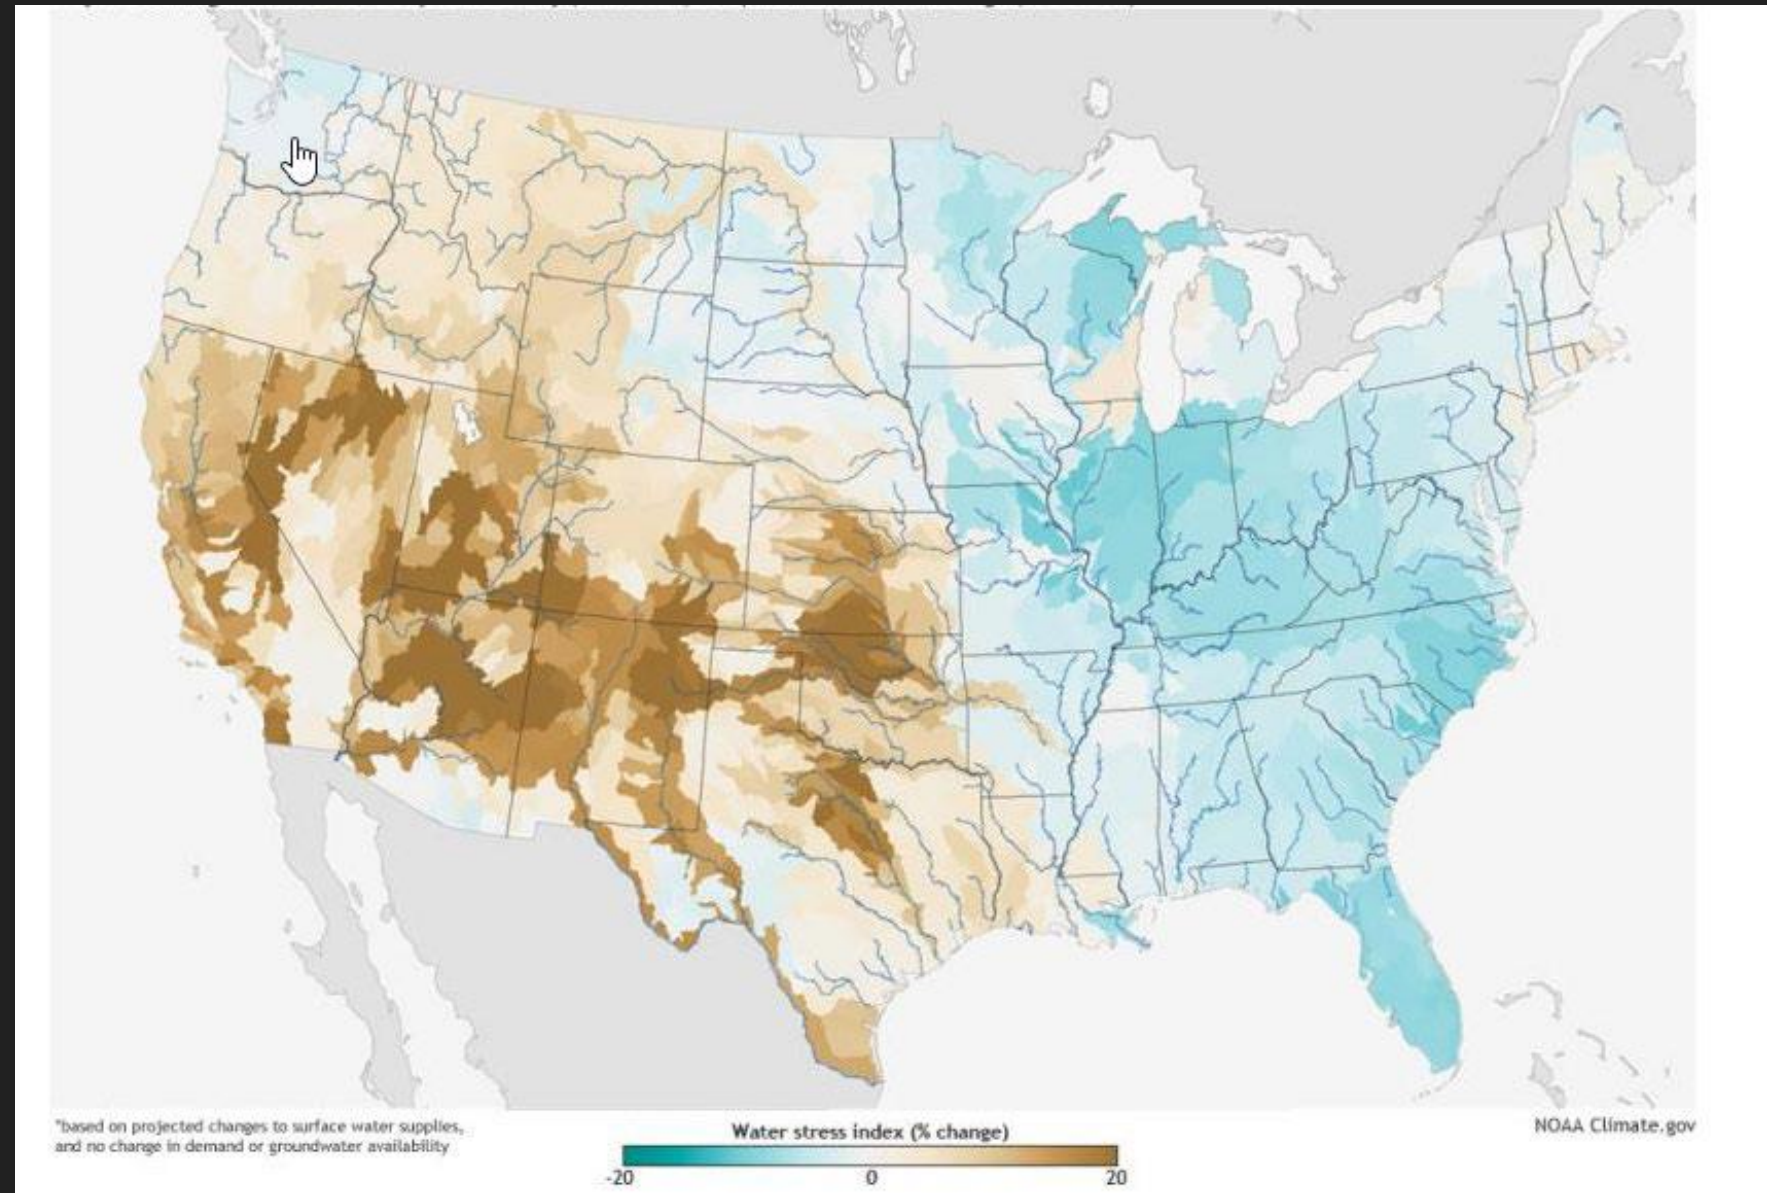 *based on projected changes to surface water supplies,
and no change in demand or groundwater availability
Water stress index (% change)
-20 0 20
NOAA Climate.gov